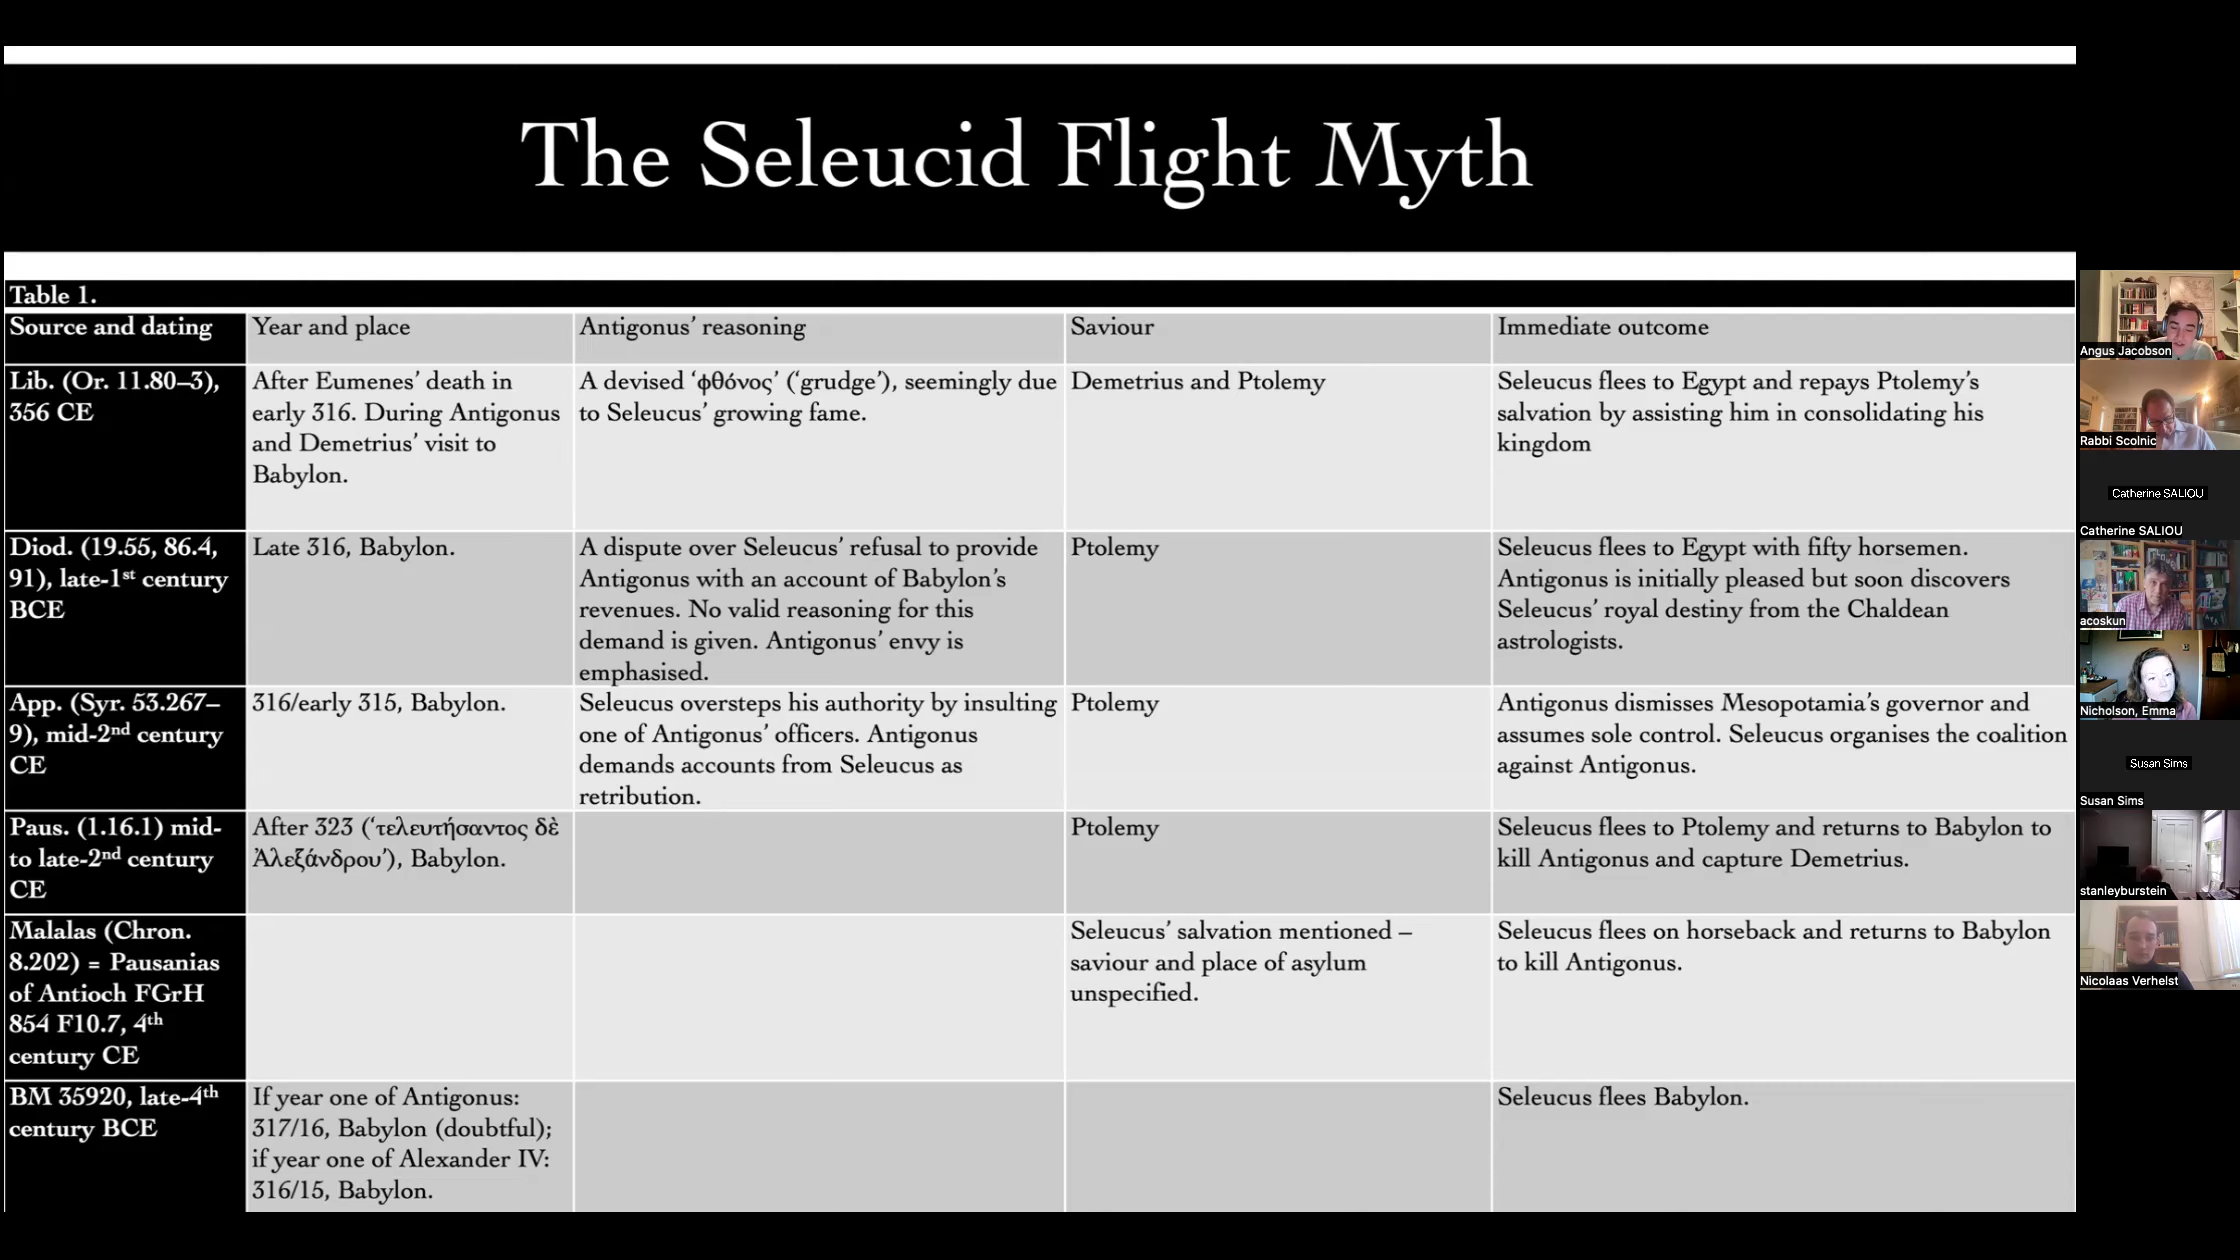 The Seleucid Flight Myth
Table 1.
Source and dating
Year and place
Antigonus’ reasoning
Saviour
Immediate outcome
Lib. (Or. 11.80–3),
356 CE
After Eumenes’ death in
early 316. During Antigonus
and Demetrius’ visit to
Babylon.
A devised ‘φθόνος’ (‘grudge’), seemingly due
to Seleucus’ growing fame.
Demetrius and Ptolemy
Seleucus flees to Egypt and repays Ptolemy’s
salvation by assisting him in consolidating his
kingdom
Diod. (19.55, 86.4,
91), late-1st century
BCE
Late 316, Babylon.
A dispute over Seleucus’ refusal to provide
Antigonus with an account of Babylon’s
revenues. No valid reasoning for this
demand is given. Antigonus’ envy is
emphasised.
Ptolemy
Seleucus flees to Egypt with fifty horsemen.
Antigonus is initially pleased but soon discovers
Seleucus’ royal destiny from the Chaldean
astrologists.
App. (Syr. 53.267–
9), mid-2nd century
CE
316/early 315, Babylon.
Seleucus oversteps his authority by insulting
one of Antigonus’ officers. Antigonus
demands accounts from Seleucus as
retribution.
Ptolemy
Antigonus dismisses Mesopotamia’s governor and
assumes sole control. Seleucus organises the coalition
against Antigonus.
Paus. (1.16.1) mid-
to late-2nd century
CE
After 323 (‘τελευτήσαντος δὲ
Ἀλεξάνδρου’), Babylon.
Ptolemy
Seleucus flees to Ptolemy and returns to Babylon to
kill Antigonus and capture Demetrius.
Malalas (Chron.
8.202) = Pausanias
of Antioch FGrH
854 F10.7, 4th
century CE
Seleucus’ salvation mentioned –
saviour and place of asylum
unspecified.
Seleucus flees on horseback and returns to Babylon
to kill Antigonus.
BM 35920, late-4th
century BCE
If year one of Antigonus:
317/16, Babylon (doubtful);
if year one of Alexander IV:
316/15, Babylon.
Seleucus flees Babylon.
Angus Jacobson
Rabbi Scolnic
Catherine SALIOU
Catherine SALIOU
acoskun
Nicholson, Emma
Susan Sims
Susan Sims
stanleyburstein
Nicolaas Verhelst